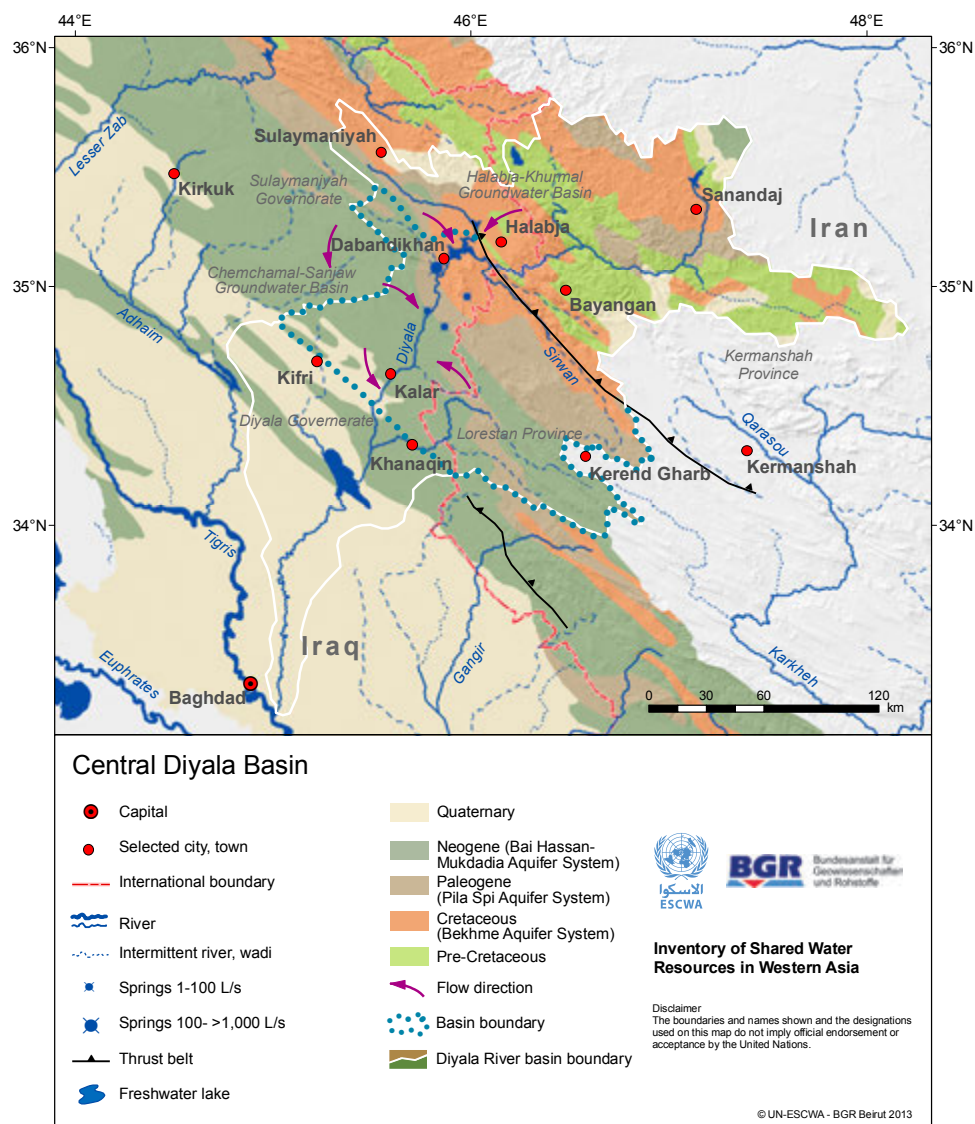 44°E
46°E
48°E
36°N
36°N
Lesser Zab
Sulaymaniyah
Kirkuk
Sulaymaniyah
Governorate
Halabja-Khurmal
Groundwater Basin
Sanandaj
Iran
Halabja
Dabandikhan
35°N
35°N
Chemchamal-Sanjaw
Groundwater Basin
Bayangan
Adhaim
Diyala
Sirwan
Kermanshah
Province
Kifri
Kalar
Diyala Governerate
Lorestan Province
Qarasou
Khanaqin
Kerend Gharb
Kermanshah
34°N
34°N
Tigris
Iraq
Gangir
Karkheh
Euphrates
Baghdad
0 30 60 120
km
Central Diyala Basin
Capital
Selected city, town
International boundary
River
Intermittent river, wadi
Springs 1-100 L/s
Springs 100- >1,000 L/s
Thrust belt
Freshwater lake
Quaternary
Neogene (Bai Hassan-
Mukdadia Aquifer System)
Paleogene
(Pila Spi Aquifer System)
Cretaceous
(Bekhme Aquifer System)
Pre-Cretaceous
Flow direction
Basin boundary
Diyala River basin boundary
الاسكوا
ESCWA
BGR
Bundesanstalt für
Geowissenschaften
und Rohstoffe
Inventory of Shared Water
Resources in Western Asia
Disclaimer
The boundaries and names shown and the designations
used on this map do not imply official endorsement or
acceptance by the United Nations.
© UN-ESCWA - BGR Beirut 2013